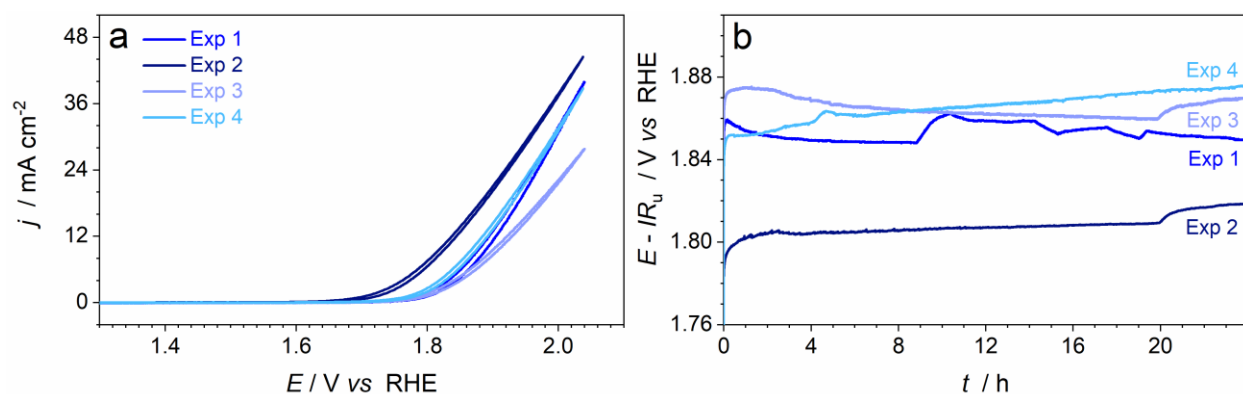 a
Exp 1
Exp 2
Exp 3
Exp 4
48
36
24
12
0
j / mA cm⁻²
1.4
1.6
1.8
2.0
E / V vs RHE
b
Exp 4
Exp 3
Exp 1
Exp 2
1.88
1.84
1.80
1.76
E - IRᵤ / V vs RHE
0
4
8
12
16
20
t / h